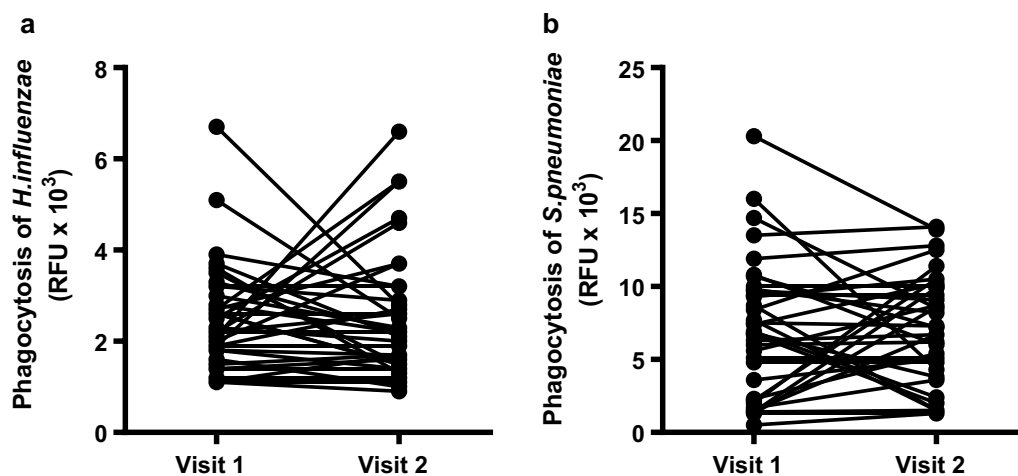 a
Phagocytosis of H.influenzae
(RFU x 10³)
8
6
4
2
0
Visit 1
Visit 2
b
Phagocytosis of S.pneumoniae
(RFU x 10³)
25
20
15
10
5
0
Visit 1
Visit 2